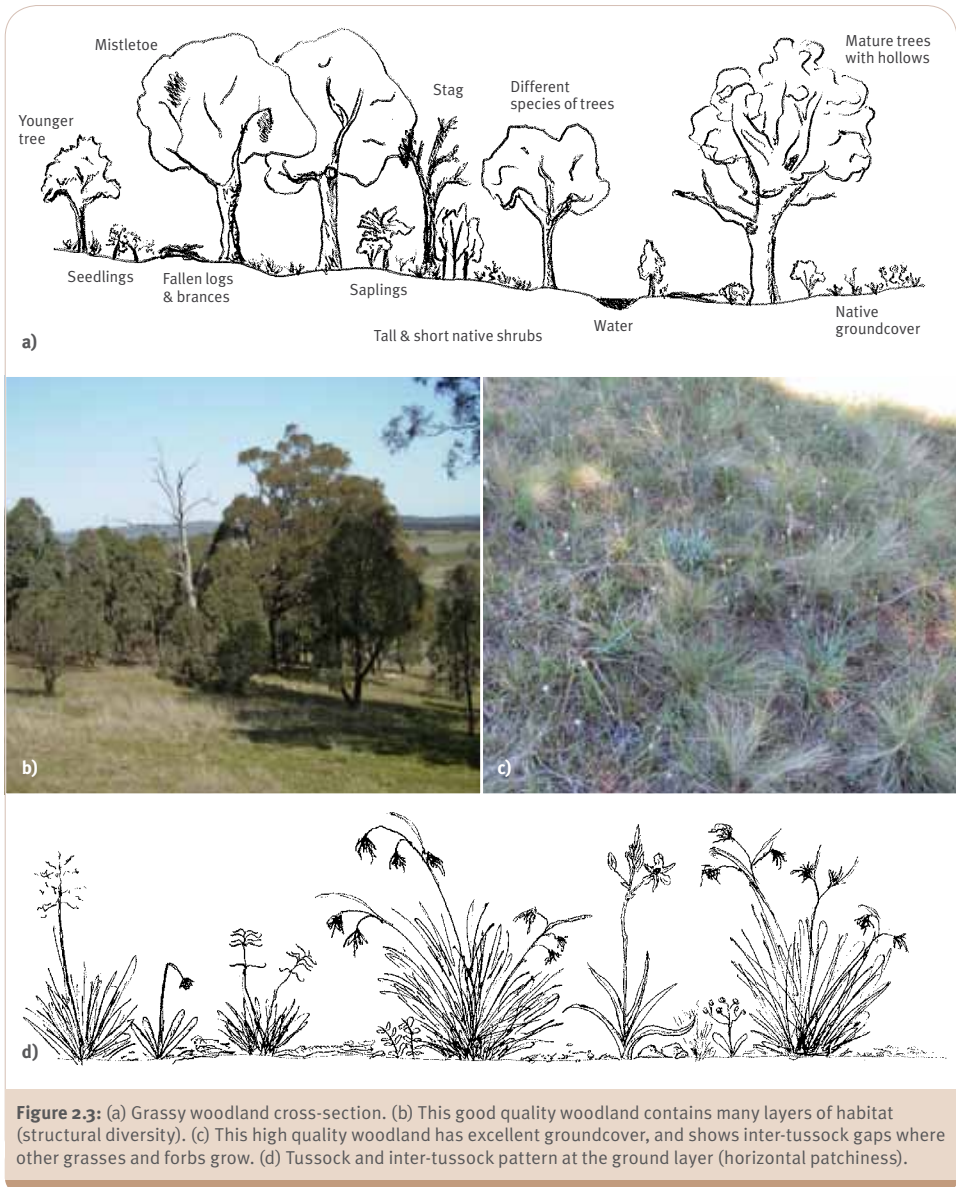 Mistletoe
Younger
tree
Stag
Different
species of trees
Mature trees
with hollows
Seedlings
Fallen logs
& brances
Saplings
Tall & short native shrubs
Water
Native
groundcover
a)
b)
c)
d)
Figure 2.3: (a) Grassy woodland cross-section. (b) This good quality woodland contains many layers of habitat
(structural diversity). (c) This high quality woodland has excellent groundcover, and shows inter-tussock gaps where
other grasses and forbs grow. (d) Tussock and inter-tussock pattern at the ground layer (horizontal patchiness).